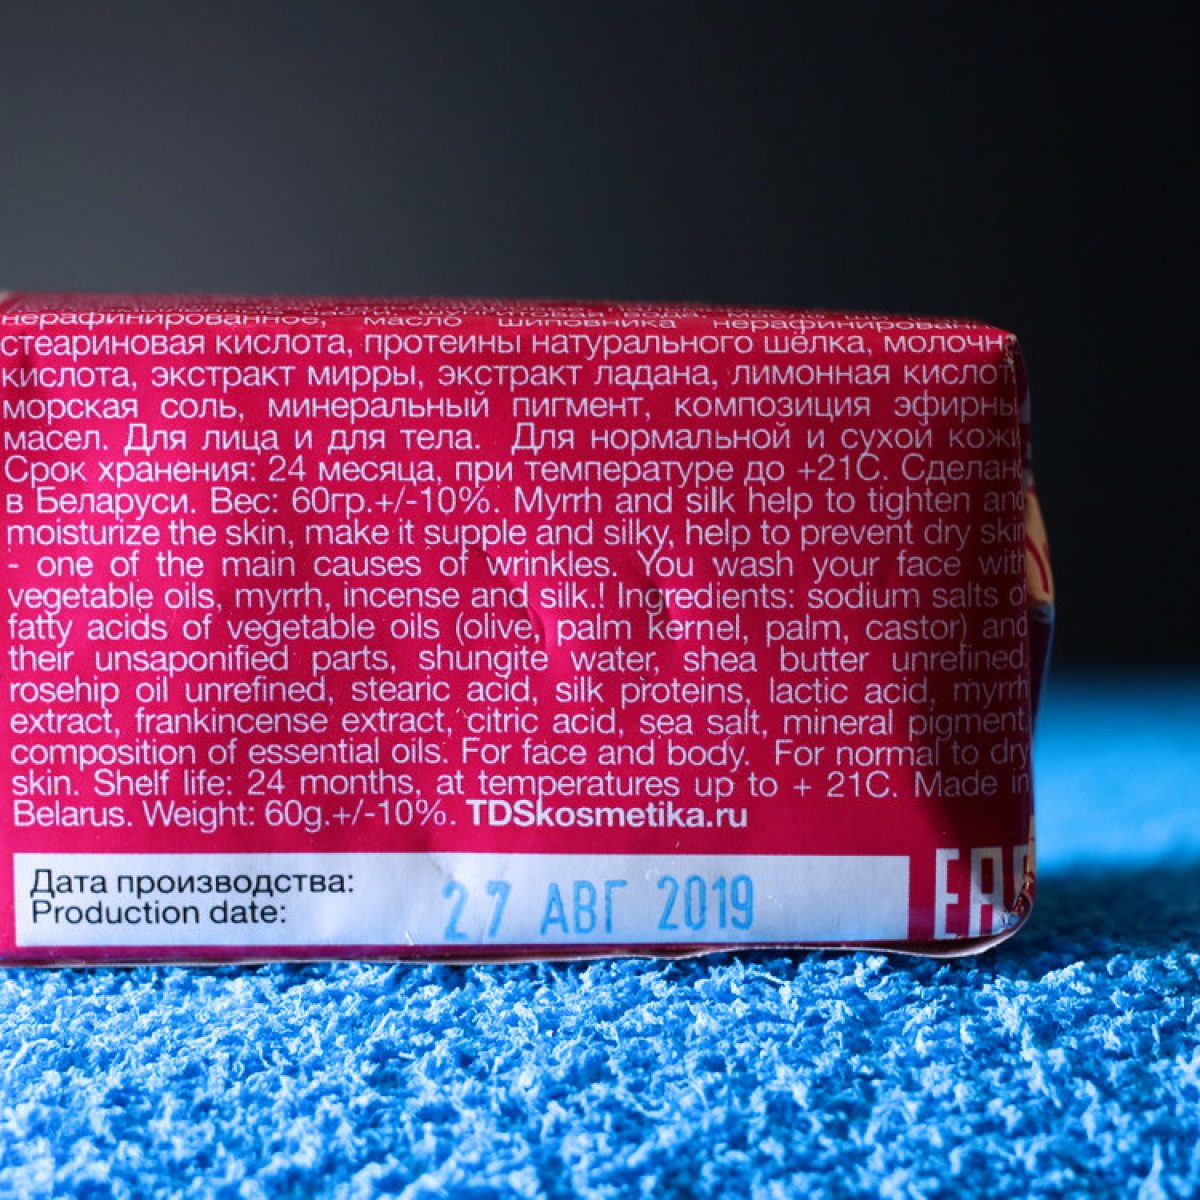 нерафинированное, масло шиповника нерафинирован
стеариновая кислота, протеины натурального шёлка, молочн
кислота, экстракт мирры, экстракт ладана, лимонная кислот
морская соль, минеральный пигмент, композиция эфирны
масел. Для лица и для тела. Для нормальной и сухой кожи
Срок хранения: 24 месяца, при температуре до +21С. Сделано
в Беларуси. Вес: 60гр.+/-10%. Myrrh and silk help to tighten and
moisturize the skin, make it supple and silky, help to prevent dry skin
- one of the main causes of wrinkles. You wash your face with
vegetable oils, myrrh, incense and silk.! Ingredients: sodium salts of
fatty acids of vegetable oils (olive, palm kernel, palm, castor) and
their unsaponified parts, shungite water, shea butter unrefined,
rosehip oil unrefined, stearic acid, silk proteins, lactic acid, myrrh
extract, frankincense extract, citric acid, sea salt, mineral pigment,
composition of essential oils. For face and body. For normal to dry
skin. Shelf life: 24 months, at temperatures up to + 21C. Made in
Belarus. Weight: 60g.+/-10%. TDSkosmetika.ru
Дата производства:
Production date:
27 АВГ 2019
EAC